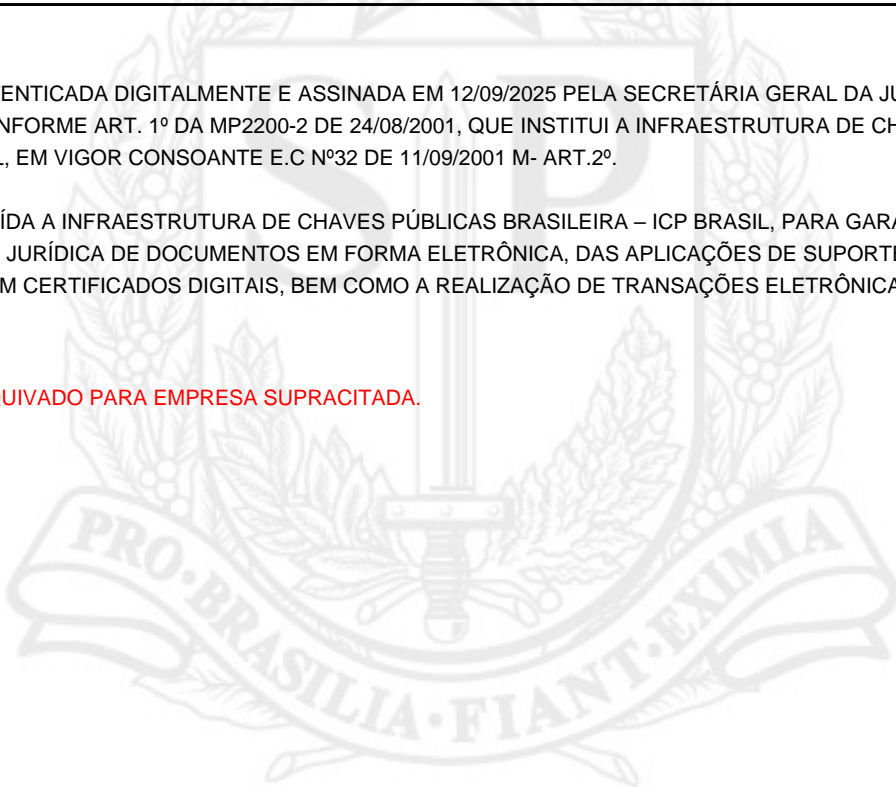 ENTICADA DIGITALMENTE E ASSINADA EM 12/09/2025 PELA SECRETÁRIA GERAL DA JU
NFORME ART. 1º DA MP2200-2 DE 24/08/2001, QUE INSTITUI A INFRAESTRUTURA DE CH
L, EM VIGOR CONSOANTE E.C Nº32 DE 11/09/2001 M- ART.2º.
ÍDA A INFRAESTRUTURA DE CHAVES PÚBLICAS BRASILEIRA – ICP BRASIL, PARA GARA
JURÍDICA DE DOCUMENTOS EM FORMA ELETRÔNICA, DAS APLICAÇÕES DE SUPORTE
M CERTIFICADOS DIGITAIS, BEM COMO A REALIZAÇÃO DE TRANSAÇÕES ELETRÔNICA
UIVADO PARA EMPRESA SUPRACITADA.
SP
PRO·BRASILIA·FIANT·EXIMIA